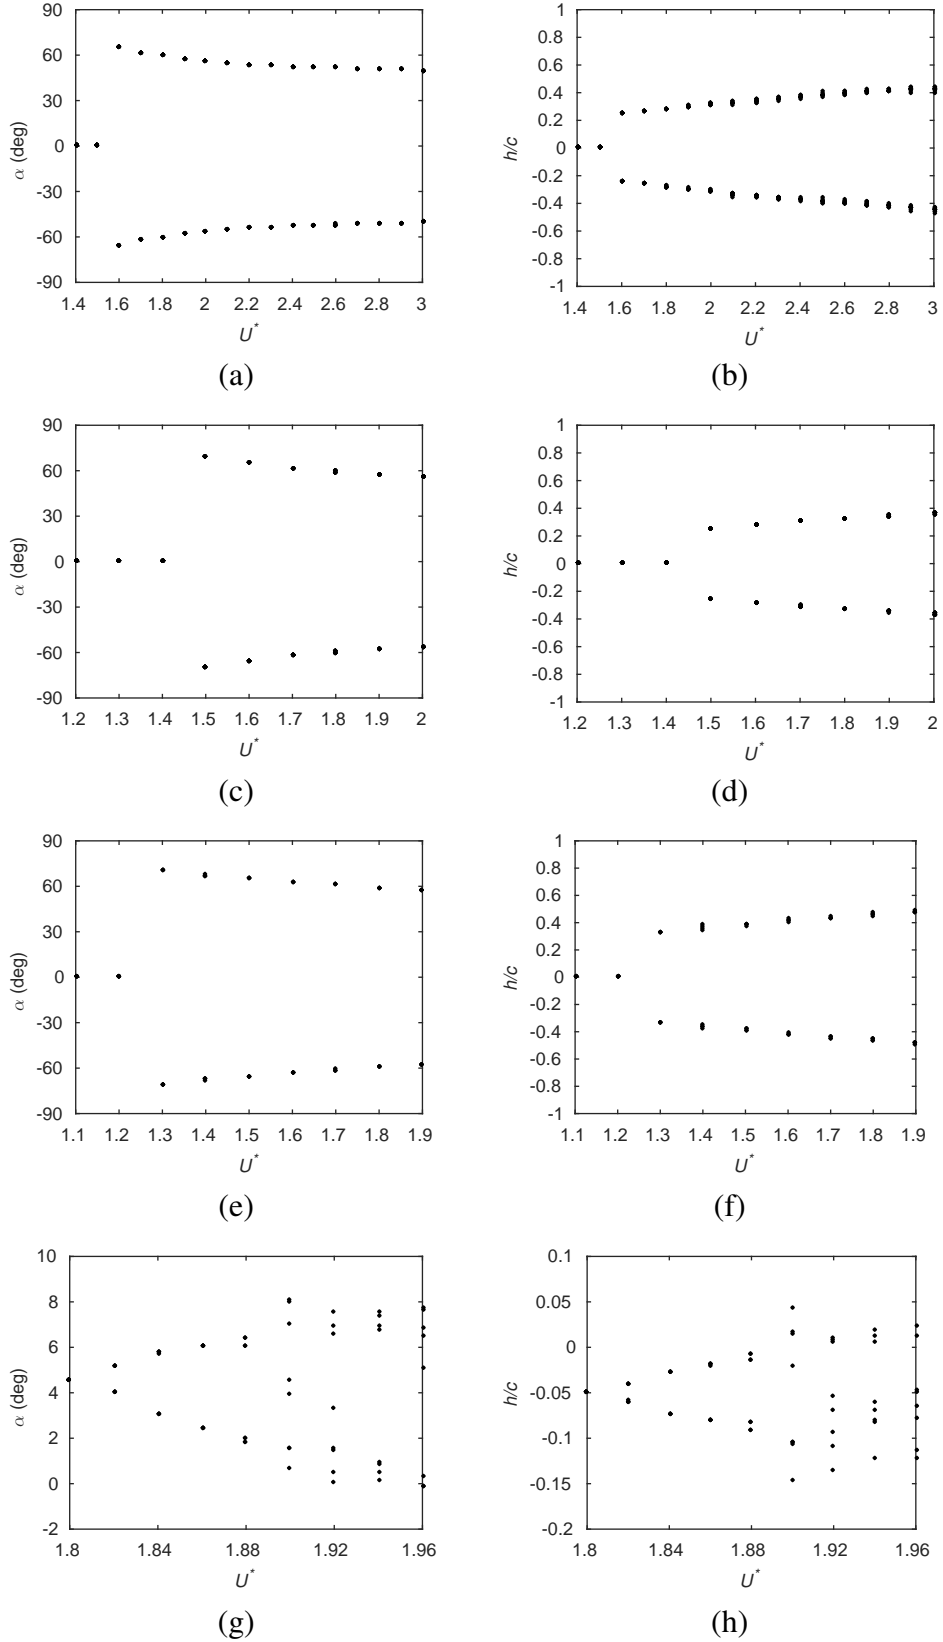 90
60
30
0
-30
-60
-90
α (deg)
1.4 1.6 1.8 2 2.2 2.4 2.6 2.8 3
U*
(a)
1
0.8
0.6
0.4
0.2
0
-0.2
-0.4
-0.6
-0.8
-1
h/c
1.4 1.6 1.8 2 2.2 2.4 2.6 2.8 3
U*
(b)
90
60
30
0
-30
-60
-90
α (deg)
1.2 1.3 1.4 1.5 1.6 1.7 1.8 1.9 2
U*
(c)
1
0.8
0.6
0.4
0.2
0
-0.2
-0.4
-0.6
-0.8
-1
h/c
1.2 1.3 1.4 1.5 1.6 1.7 1.8 1.9 2
U*
(d)
90
60
30
0
-30
-60
-90
α (deg)
1.1 1.2 1.3 1.4 1.5 1.6 1.7 1.8 1.9
U*
(e)
1
0.8
0.6
0.4
0.2
0
-0.2
-0.4
-0.6
-0.8
-1
h/c
1.1 1.2 1.3 1.4 1.5 1.6 1.7 1.8 1.9
U*
(f)
10
8
6
4
2
0
-2
α (deg)
1.8 1.84 1.88 1.92 1.96
U*
(g)
0.1
0.05
0
-0.05
-0.1
-0.15
-0.2
h/c
1.8 1.84 1.88 1.92 1.96
U*
(h)